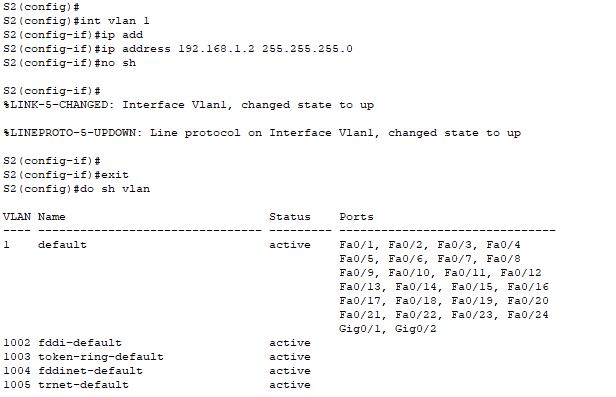 S2(config)#
S2(config)#int vlan 1
S2(config-if)#ip add
S2(config-if)#ip address 192.168.1.2 255.255.255.0
S2(config-if)#no sh
S2(config-if)#
%LINK-5-CHANGED: Interface Vlan1, changed state to up
%LINEPROTO-5-UPDOWN: Line protocol on Interface Vlan1, changed state to up
S2(config-if)#
S2(config-if)#exit
S2(config)#do sh vlan
VLAN Name                             Status    Ports
---- -------------------------------- --------- -------------------------------
1    default                          active    Fa0/1, Fa0/2, Fa0/3, Fa0/4
                                                Fa0/5, Fa0/6, Fa0/7, Fa0/8
                                                Fa0/9, Fa0/10, Fa0/11, Fa0/12
                                                Fa0/13, Fa0/14, Fa0/15, Fa0/16
                                                Fa0/17, Fa0/18, Fa0/19, Fa0/20
                                                Fa0/21, Fa0/22, Fa0/23, Fa0/24
                                                Gig0/1, Gig0/2
1002 fddi-default                     active
1003 token-ring-default               active
1004 fddinet-default                  active
1005 trnet-default                    active